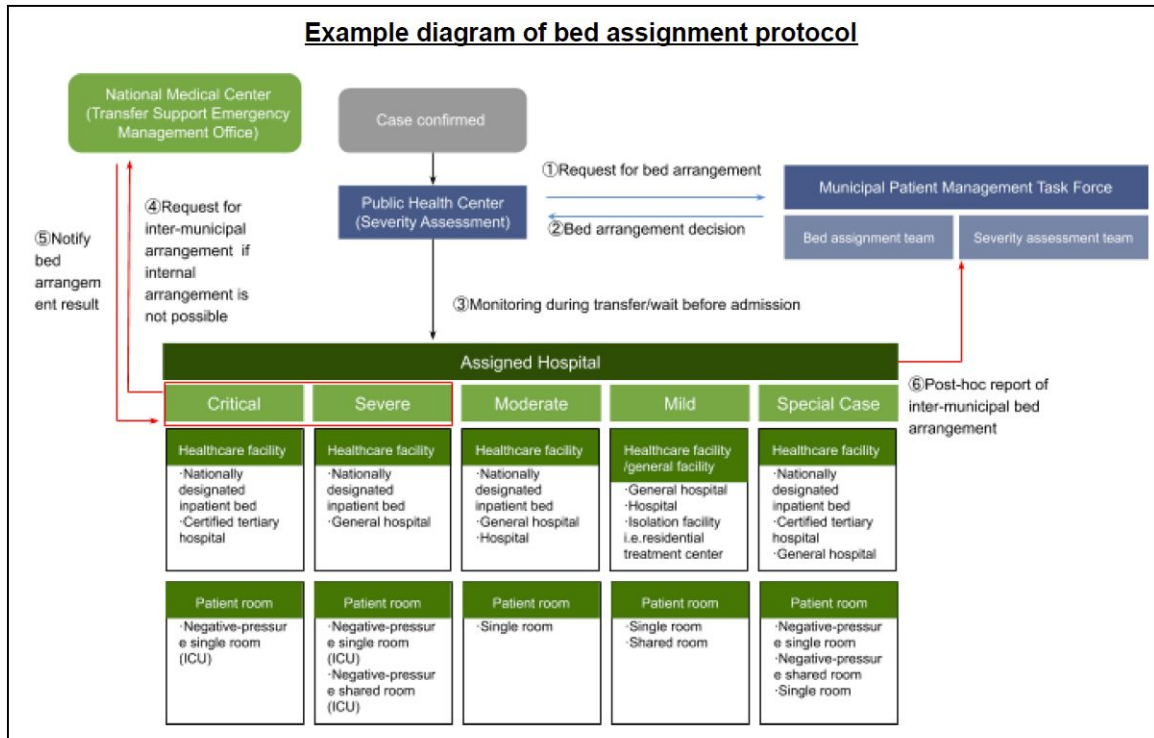 Example diagram of bed assignment protocol
National Medical Center
(Transfer Support Emergency
Management Office)
Case confirmed
①Request for bed arrangement
Public Health Center
(Severity Assessment)
Municipal Patient Management Task Force
②Bed arrangement decision
Bed assignment team
Severity assessment team
⑤Notify
bed
arrangem
ent result
④Request for
inter-municipal
arrangement if
internal
arrangement is
not possible
③Monitoring during transfer/wait before admission
Assigned Hospital
⑥Post-hoc report of
inter-municipal bed
arrangement
Critical
Severe
Moderate
Mild
Special Case
Healthcare facility
·Nationally
designated
inpatient bed
·Certified tertiary
hospital
Healthcare facility
·Nationally
designated
inpatient bed
·General hospital
Healthcare facility
·Nationally
designated
inpatient bed
·General hospital
·Hospital
Healthcare facility
/general facility
·General hospital
·Hospital
·Isolation facility
i.e.residential
treatment center
Healthcare facility
·Nationally
designated
inpatient bed
·Certified tertiary
hospital
·General hospital
Patient room
·Negative-pressur
e single room
(ICU)
Patient room
·Negative-pressur
e single room
(ICU)
·Negative-pressur
e shared room
(ICU)
Patient room
·Single room
Patient room
·Single room
·Shared room
Patient room
·Negative-pressur
e single room
·Negative-pressur
e shared room
·Single room